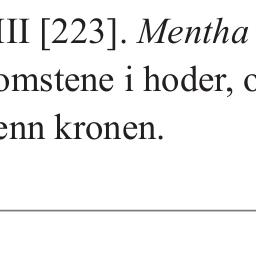 III [223]. Mentha
omstene i hoder, o
enn kronen.